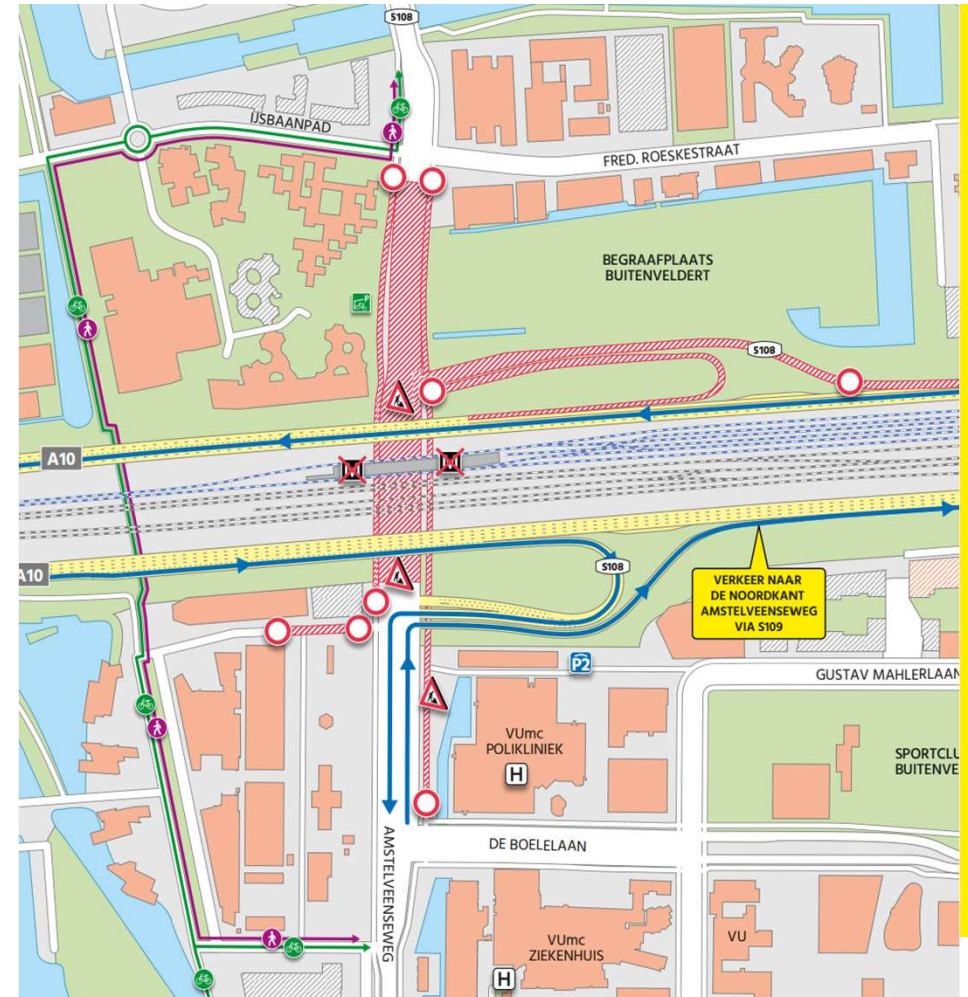 S108
IJSBAANPAD
FRED. ROESKESTRAAT
BEGRAAFPLAATS
BUITENVELDERT
P
S108
A10
A10
S108
VERKEER NAAR
DE NOORDKANT
AMSTELVEENSEWEG
VIA S109
P2
GUSTAV MAHLERLAAN
VUmc
POLIKLINIEK
H
SPORTCLU
BUITENVE
AMSTELVEENSEWEG
DE BOELELAAN
VUmc
ZIEKENHUIS
H
VU